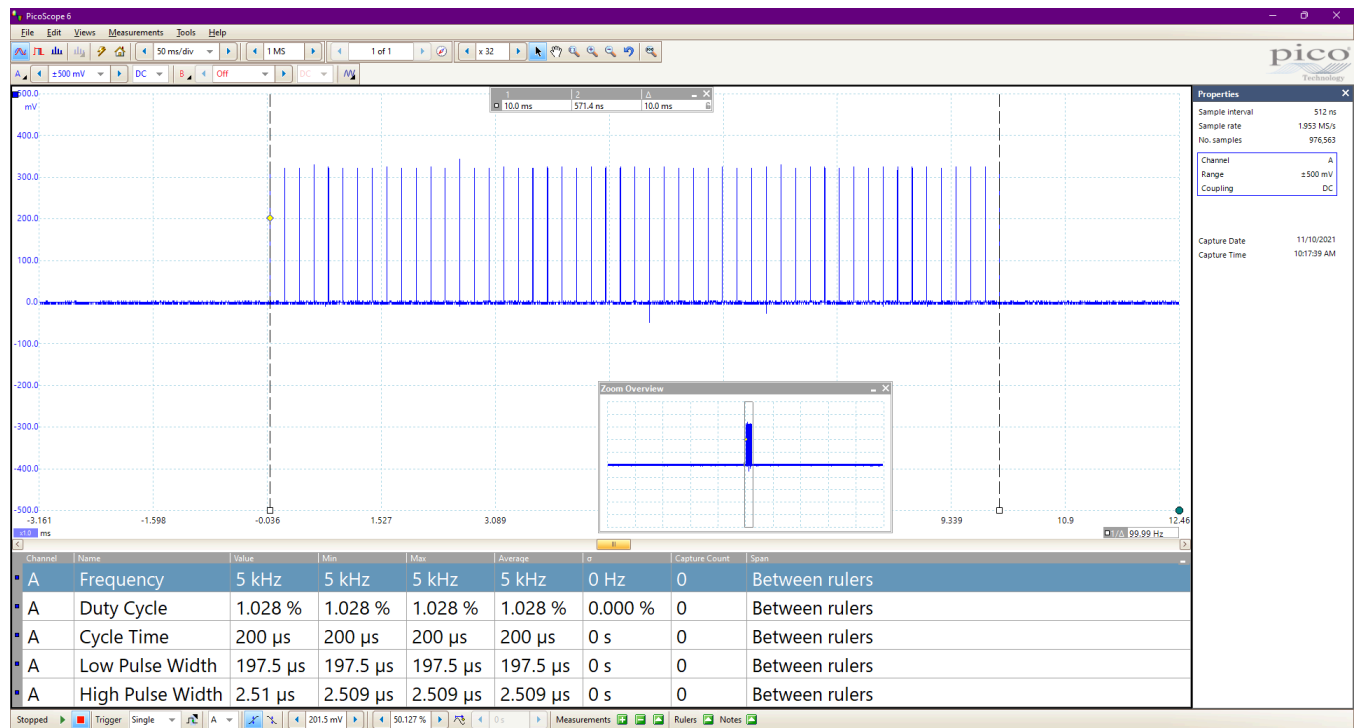 PicoScope 6
File Edit Views Measurements Tools Help
50 ms/div 1 MS 1 of 1 x 32
A ±500 mV DC B Off DC
pico
Technology
500.0
mV
400.0
300.0
200.0
100.0
0.0
-100.0
-200.0
-300.0
-400.0
-500.0
1 2 Δ
10.0 ms 571.4 ns 10.0 ms
Zoom Overview
-3.161 -1.598 -0.036 1.527 3.089 9.339 10.9 12.46
x1.0 ms
1/Δ 99.99 Hz
Properties
Sample interval 512 ns
Sample rate 1.953 MS/s
No. samples 976,563
Channel A
Range ±500 mV
Coupling DC
Capture Date 11/10/2021
Capture Time 10:17:39 AM
Channel Name Value Min Max Average σ Capture Count Span
A Frequency 5 kHz 5 kHz 5 kHz 5 kHz 0 Hz 0 Between rulers
A Duty Cycle 1.028 % 1.028 % 1.028 % 1.028 % 0.000 % 0 Between rulers
A Cycle Time 200 µs 200 µs 200 µs 200 µs 0 s 0 Between rulers
A Low Pulse Width 197.5 µs 197.5 µs 197.5 µs 197.5 µs 0 s 0 Between rulers
A High Pulse Width 2.51 µs 2.509 µs 2.509 µs 2.509 µs 0 s 0 Between rulers
Stopped Trigger Single A 201.5 mV 50.127 % 0 s Measurements Rulers Notes